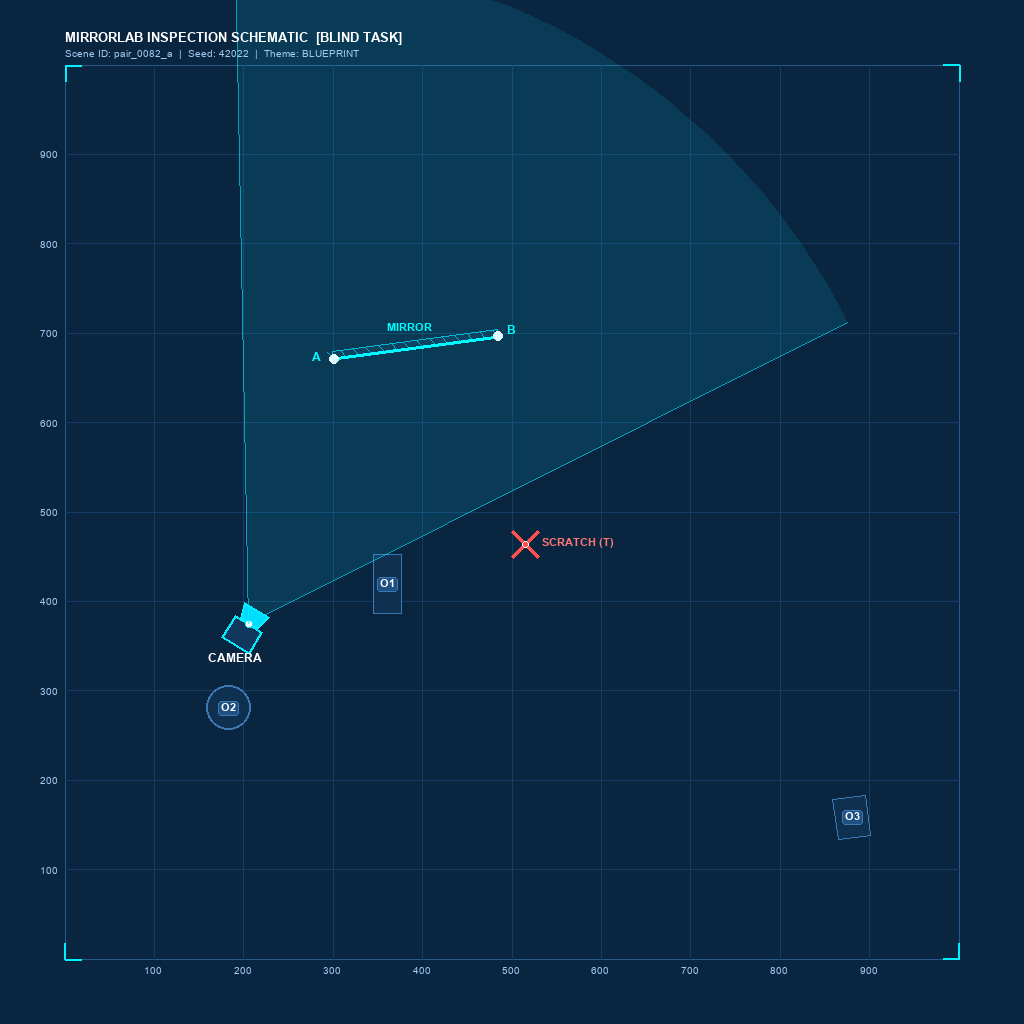 MIRRORLAB INSPECTION SCHEMATIC [BLIND TASK]
Scene ID: pair_0082_a | Seed: 42022 | Theme: BLUEPRINT
900
800
700
MIRROR
A
B
600
500
SCRATCH (T)
O1
400
CAMERA
300
O2
200
O3
100
100 200 300 400 500 600 700 800 900